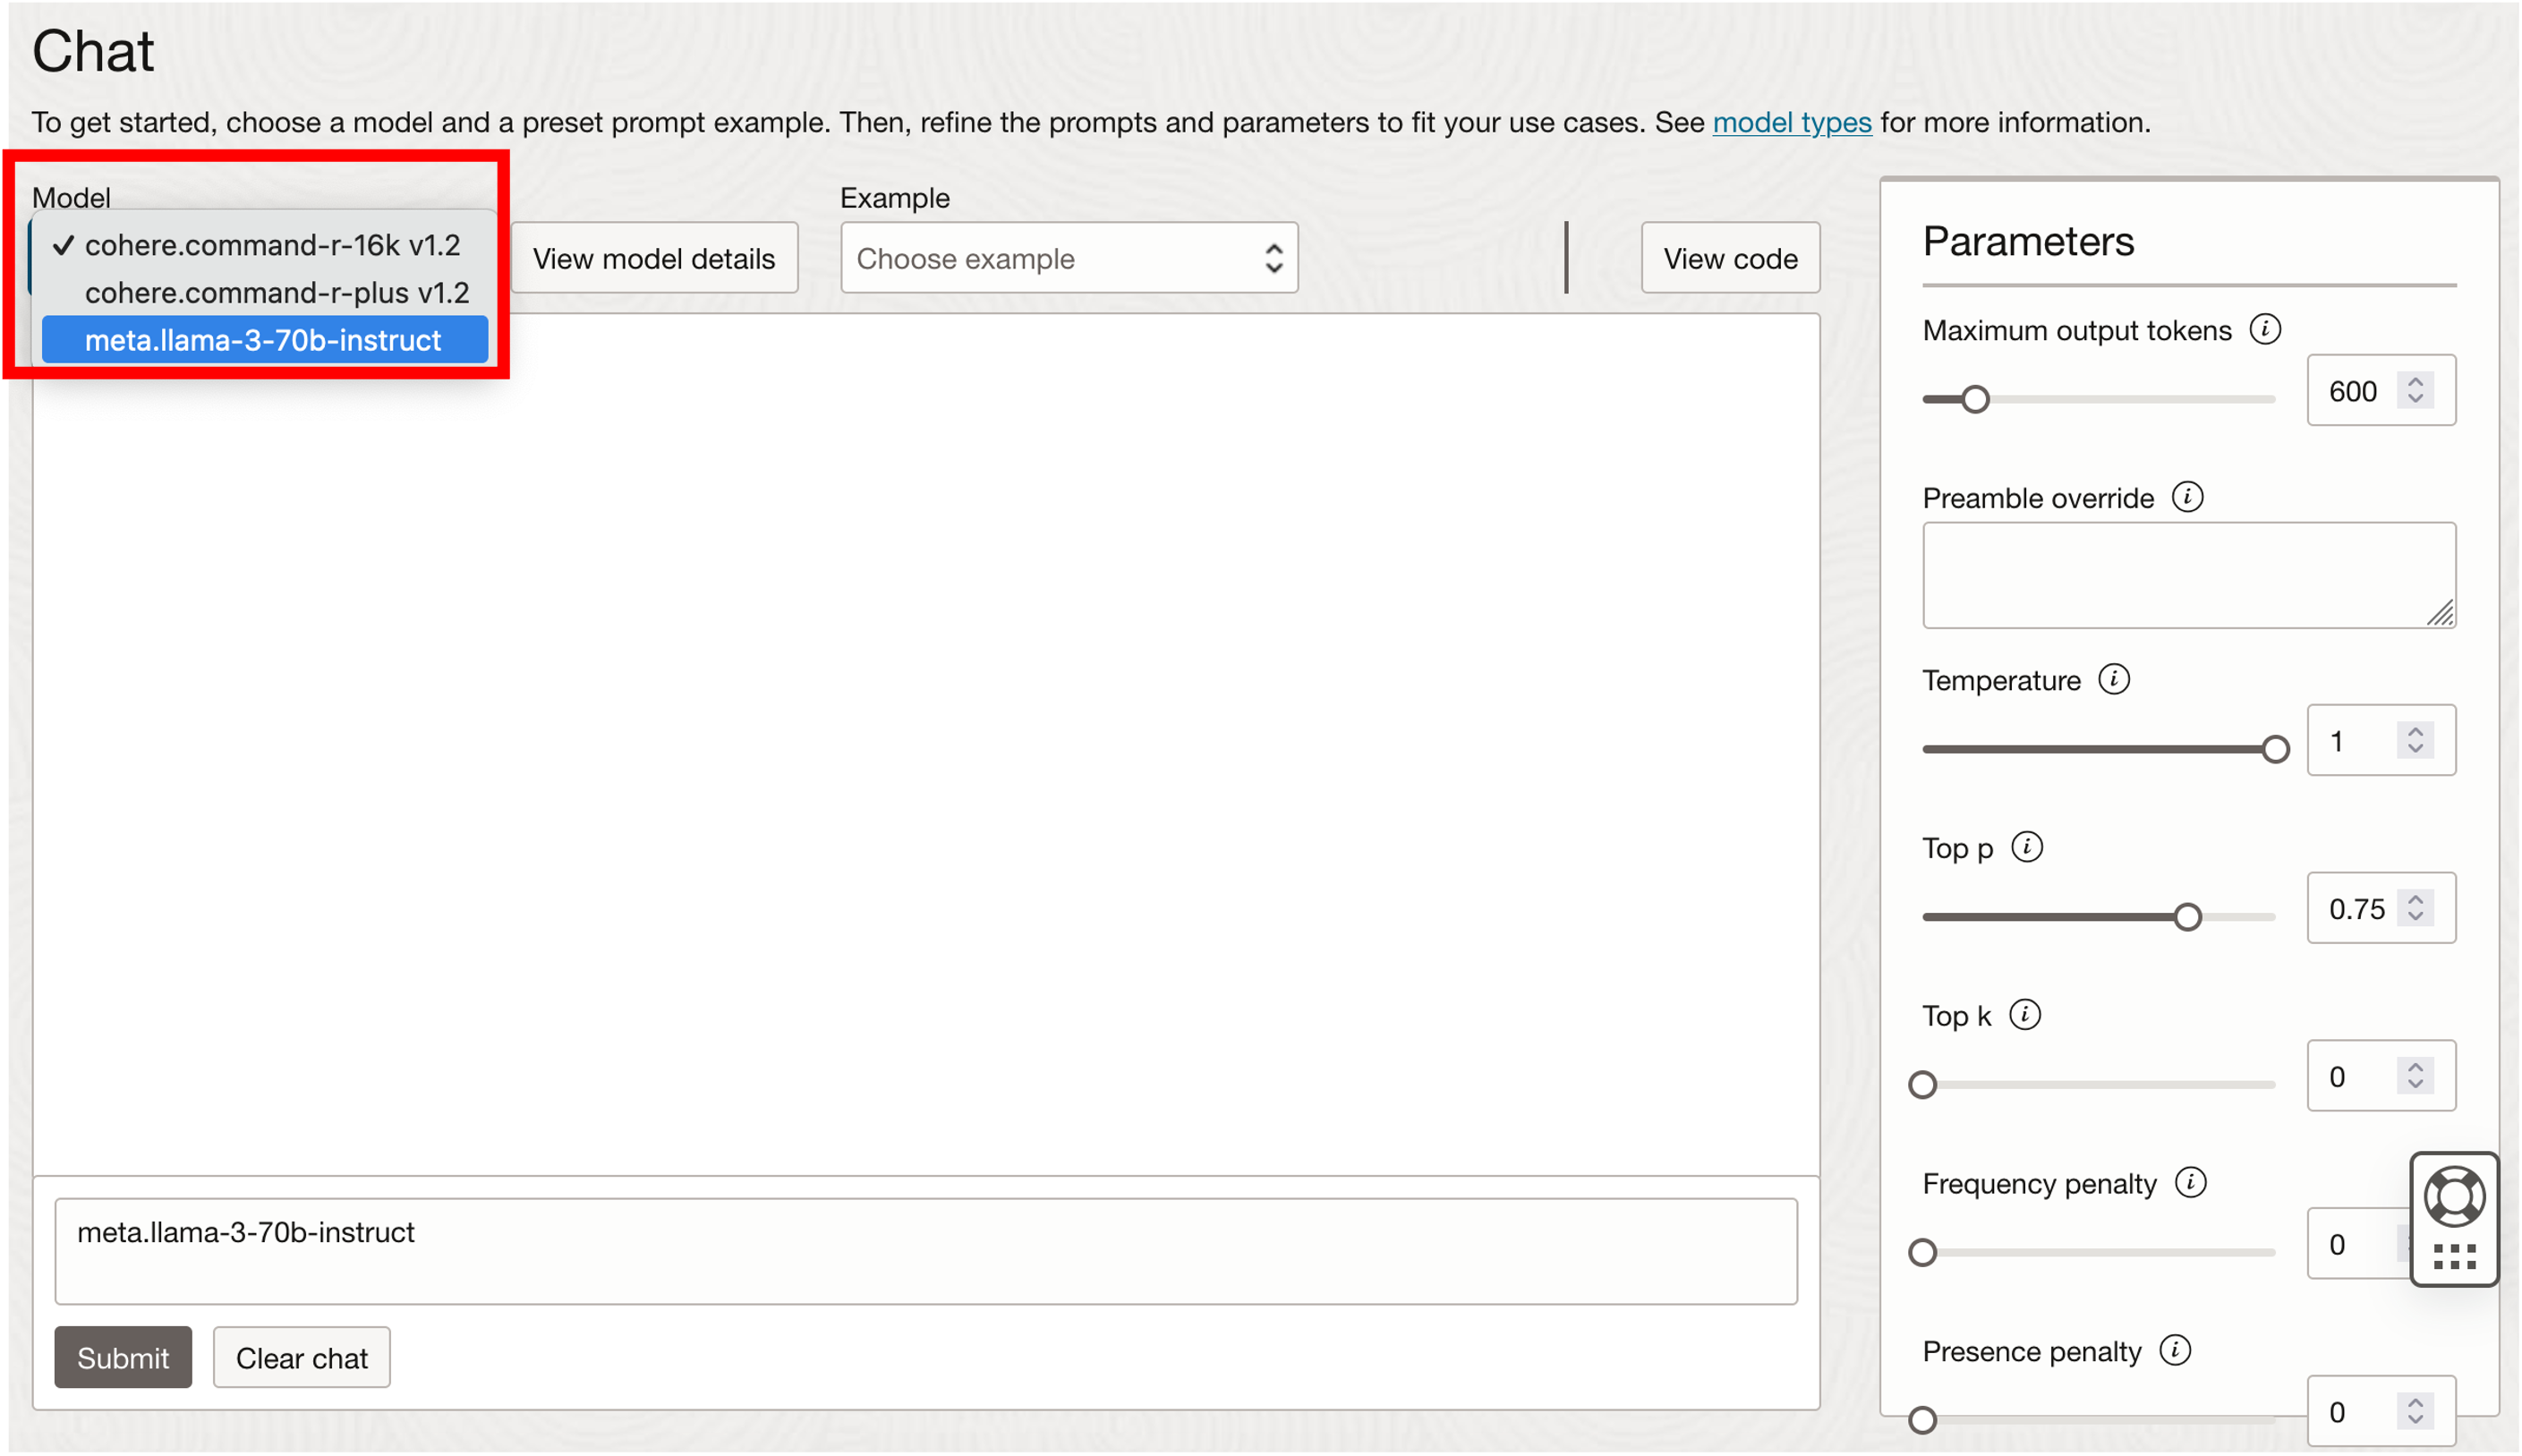 Chat
To get started, choose a model and a preset prompt example. Then, refine the prompts and parameters to fit your use cases. See model types for more information.
Model
cohere.command-r-16k v1.2
cohere.command-r-plus v1.2
meta.llama-3-70b-instruct
View model details
Example
Choose example
View code
meta.llama-3-70b-instruct
Submit
Clear chat
Parameters
Maximum output tokens
600
Preamble override
Temperature
1
Top p
0.75
Top k
0
Frequency penalty
0
Presence penalty
0